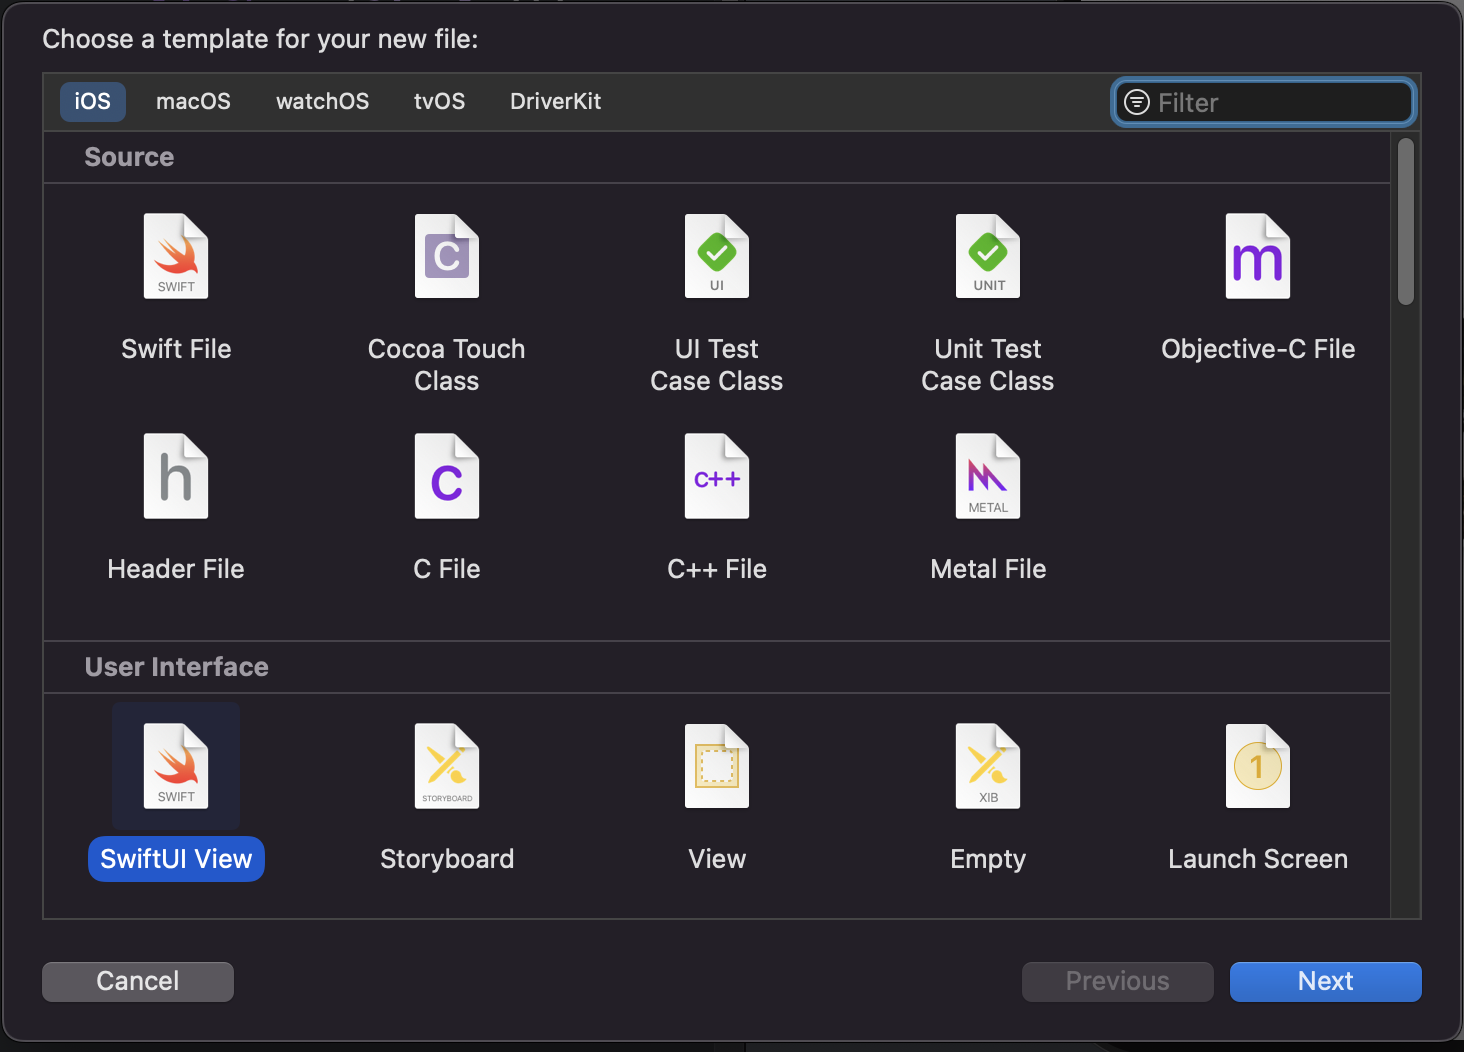 Choose a template for your new file:
iOS macOS watchOS tvOS DriverKit Filter
Source
SWIFT C UI UNIT m
Swift File Cocoa Touch Class UI Test Case Class Unit Test Case Class Objective-C File
h C C++ METAL
Header File C File C++ File Metal File
User Interface
SWIFT STORYBOARD XIB 1
SwiftUI View Storyboard View Empty Launch Screen
Cancel Previous Next